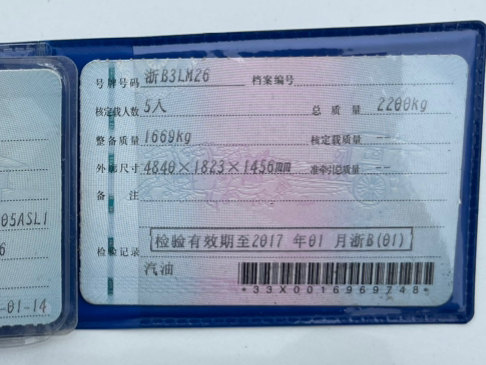 号牌号码 浙B3LM26 档案编号
核定载人数 5人 总质量 2200kg
整备质量 1669kg 核定载质量 --
外廓尺寸 4840×1823×1456mm 准牵引总质量 --
备注
检验记录 检验有效期至2017 年01 月浙B(01)
汽油
*33X0016969748*
05ASL1
6
-01-14